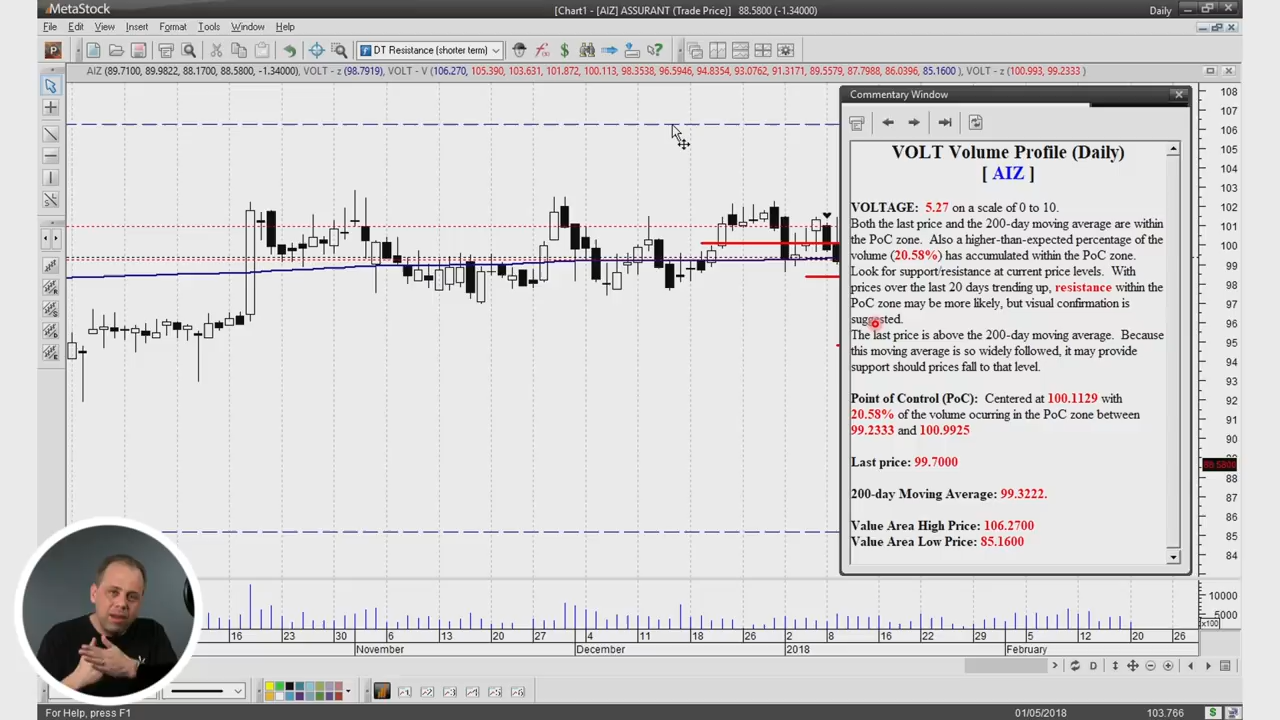 MetaStock
[Chart1 - [AIZ] ASSURANT (Trade Price)] 88.5800 (-1.34000)
Daily
File Edit View Insert Format Tools Window Help
DT Resistance (shorter term)
AIZ (89.7100, 89.9822, 88.1700, 88.5800, -1.34000), VOLT - z (98.7919), VOLT - V (106.270, 105.390, 103.631, 101.872, 100.113, 98.3538, 96.5946, 94.8354, 93.0762, 91.3171, 89.5579, 87.7988, 86.0396, 85.1600 ), VOLT - z (100.993, 99.2333 )
Commentary Window
VOLT Volume Profile (Daily)
[ AIZ ]
VOLTAGE: 5.27 on a scale of 0 to 10.
Both the last price and the 200-day moving average are within
the PoC zone. Also a higher-than-expected percentage of the
volume (20.58%) has accumulated within the PoC zone.
Look for support/resistance at current price levels. With
prices over the last 20 days trending up, resistance within the
PoC zone may be more likely, but visual confirmation is
suggested.
The last price is above the 200-day moving average. Because
this moving average is so widely followed, it may provide
support should prices fall to that level.
Point of Control (PoC): Centered at 100.1129 with
20.58% of the volume ocurring in the PoC zone between
99.2333 and 100.9925
Last price: 99.7000
200-day Moving Average: 99.3222.
Value Area High Price: 106.2700
Value Area Low Price: 85.1600
108
107
106
105
104
103
102
101
100
99
98
97
96
95
94
93
92
91
90
89
88.5800
88
87
86
85
84
10000
5000
x100
16 23 30 6 13 20 27 4 11 18 26 2 8 16 22 29 5 12 20 26
November December 2018 February
D
For Help, press F1
01/05/2018
103.766